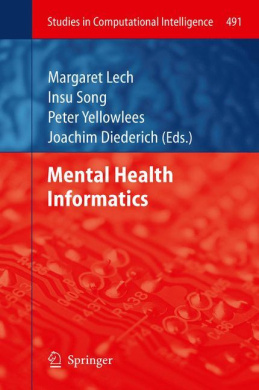 Studies in Computational Intelligence 491
Margaret Lech
Insu Song
Peter Yellowlees
Joachim Diederich (Eds.)
Mental Health
Informatics
Springer